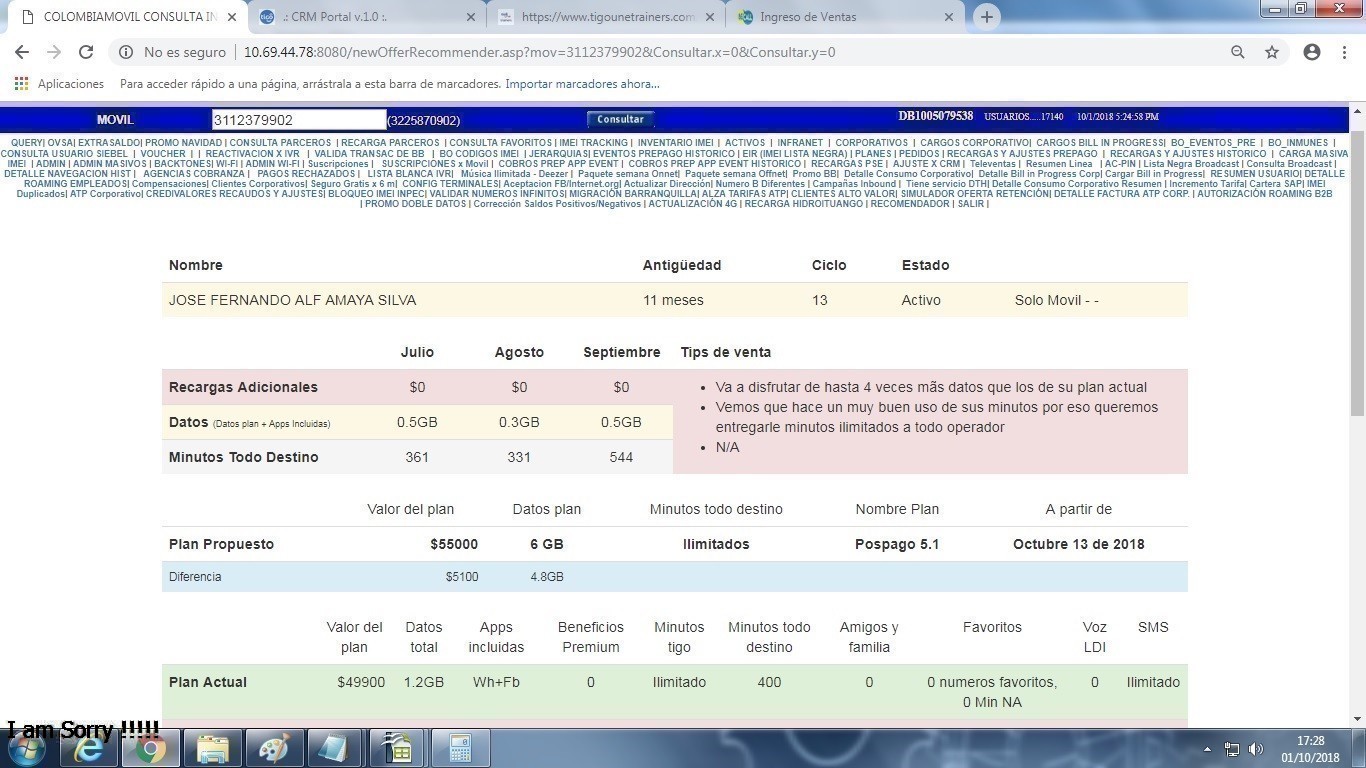 COLOMBIAMOVIL CONSULTA IN
.: CRM Portal v.1.0 :.
https://www.tigounetrainers.com
Ingreso de Ventas
No es seguro | 10.69.44.78:8080/newOfferRecommender.asp?mov=3112379902&Consultar.x=0&Consultar.y=0
Aplicaciones Para acceder rápido a una página, arrástrala a esta barra de marcadores. Importar marcadores ahora...
MOVIL 3112379902 (3225870902) Consultar DB1005079538 USUARIOS.....17140 10/1/2018 5:24:58 PM
QUERY| OVSA| EXTRASALDO| PROMO NAVIDAD | CONSULTA PARCEROS | RECARGA PARCEROS | CONSULTA FAVORITOS | IMEI TRACKING | INVENTARIO IMEI | ACTIVOS | INFRANET | CORPORATIVOS | CARGOS CORPORATIVO| CARGOS BILL IN PROGRESS| BO_EVENTOS_PRE | BO_INMUNES |
CONSULTA USUARIO SIEBEL | VOUCHER | | REACTIVACION X IVR | VALIDA TRANSAC DE BB | BO CODIGOS IMEI | JERARQUIAS| EVENTOS PREPAGO HISTORICO | EIR (IMEI LISTA NEGRA) | PLANES | PEDIDOS | RECARGAS Y AJUSTES PREPAGO | RECARGAS Y AJUSTES HISTORICO | CARGA MASIVA
IMEI | ADMIN | ADMIN MASIVOS | BACKTONES| WI-FI | ADMIN WI-FI | Suscripciones | SUSCRIPCIONES x MOVIL | COBROS PREP APP EVENT | COBROS PREP APP EVENT HISTORICO | RECARGAS PSE | AJUSTE X CRM | Televentas | Resumen Linea | AC-PIN | Lista Negra Broadcast | Consulta Broadcast |
DETALLE NAVEGACION HIST | AGENCIAS COBRANZA | PAGOS RECHAZADOS | LISTA BLANCA IVR| Música Ilimitada - Deezer | Paquete semana Onnet| Paquete semana Offnet| Promo BB| Detalle Consumo Corporativo| Detalle Bill in Progress Corp| Cargar Bill in Progress| RESUMEN USUARIO| DETALLE
ROAMING EMPLEADOS| Compensaciones| Clientes Corporativos| Seguro Gratis x 6 m| CONFIG TERMINALES| Aceptacion FB/Internet.org| Actualizar Dirección| Numero B Diferentes | Campañas Inbound | Tiene servicio DTH| Detalle Consumo Corporativo Resumen | Incremento Tarifa| Cartera SAP| IMEI
Duplicados| ATP Corporativo| CREDIVALORES RECAUDOS Y AJUSTES| BLOQUEO IMEI INPEC| VALIDAR NUMEROS INFINITOS| MIGRACIÓN BARRANQUILLA| ALZA TARIFAS ATP| CLIENTES ALTO VALOR| SIMULADOR OFERTA RETENCIÓN| DETALLE FACTURA ATP CORP. | AUTORIZACIÓN ROAMING B2B
| PROMO DOBLE DATOS | Corrección Saldos Positivos/Negativos | ACTUALIZACIÓN 4G | RECARGA HIDROITUANGO | RECOMENDADOR | SALIR |
Nombre Antigüedad Ciclo Estado
JOSE FERNANDO ALF AMAYA SILVA 11 meses 13 Activo Solo Movil - -
Julio Agosto Septiembre Tips de venta
Recargas Adicionales $0 $0 $0
Datos (Datos plan + Apps Incluidas) 0.5GB 0.3GB 0.5GB
Minutos Todo Destino 361 331 544
• Va a disfrutar de hasta 4 veces mãs datos que los de su plan actual
• Vemos que hace un muy buen uso de sus minutos por eso queremos
entregarle minutos ilimitados a todo operador
• N/A
Valor del plan Datos plan Minutos todo destino Nombre Plan A partir de
Plan Propuesto $55000 6 GB Ilimitados Pospago 5.1 Octubre 13 de 2018
Diferencia $5100 4.8GB
Valor del plan Datos total Apps incluidas Beneficios Premium Minutos tigo Minutos todo destino Amigos y familia Favoritos Voz LDI SMS
Plan Actual $49900 1.2GB Wh+Fb 0 Ilimitado 400 0 0 numeros favoritos, 0 Min NA 0 Ilimitado
I am Sorry !!!!!
17:28
01/10/2018